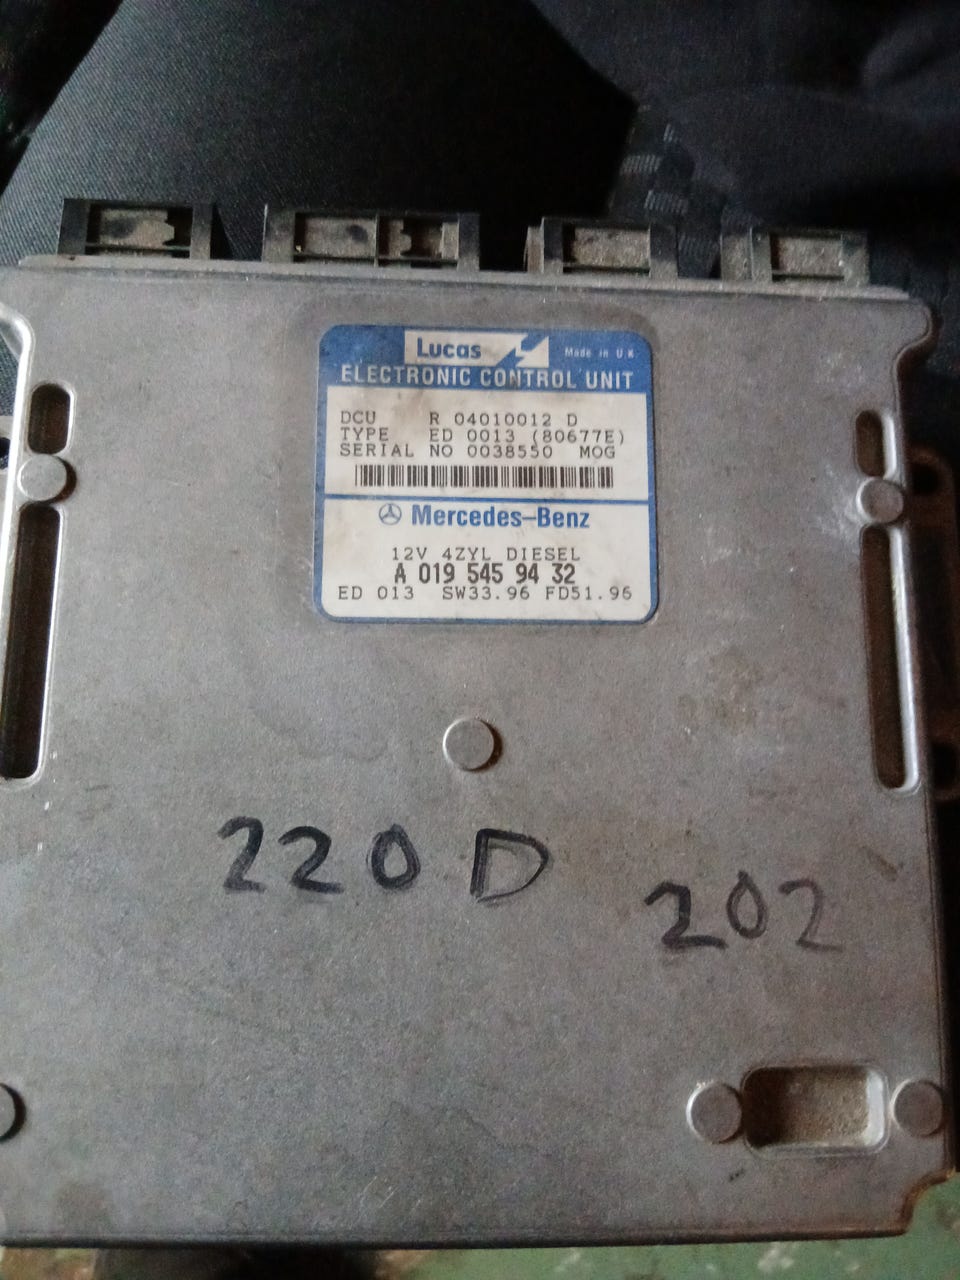 Lucas Made in U.K
ELECTRONIC CONTROL UNIT
DCU R 04010012 D
TYPE ED 0013 (80677E)
SERIAL NO 0038550 MOG
Mercedes-Benz
12V 4ZYL DIESEL
A 019 545 94 32
ED 013 SW33.96 FD51.96
220 D
202